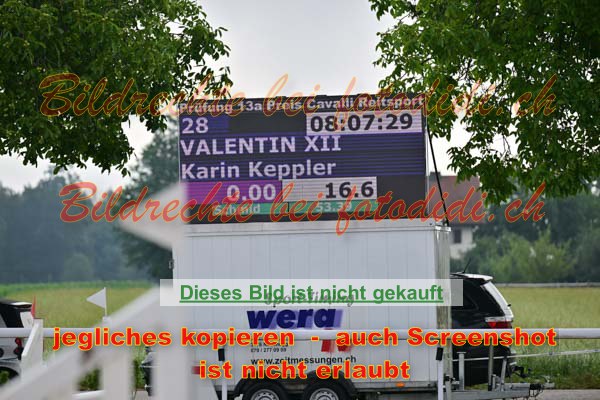 Bildrechte bei fotodidi.ch
Prüfung 13a Preis Cavalli Reitsport
28 08:07:29
VALENTIN XII
Karin Keppler
0.00 16.6
Schmid
Bildrechte bei fotodidi.ch
Dieses Bild ist nicht gekauft
wera
jegliches kopieren - auch Screenshot
www.zeitmessungen.ch
ist nicht erlaubt